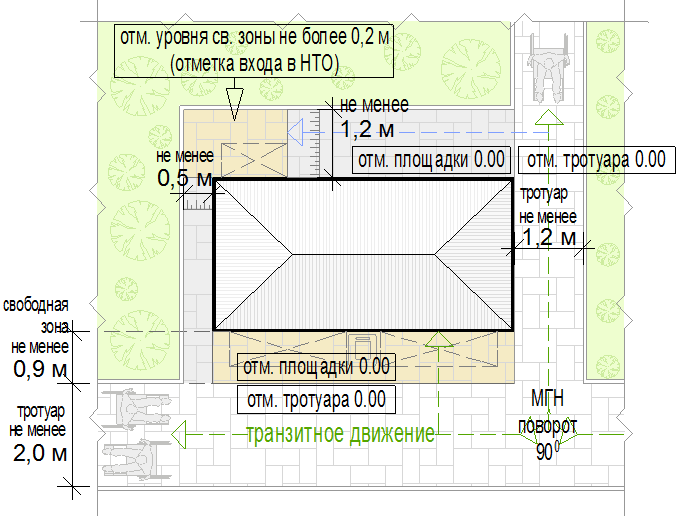 отм. уровня св. зоны не более 0,2 м
(отметка входа в НТО)
не менее
1,2 м
не менее
0,5 м
отм. площадки 0.00
отм. тротуара 0.00
тротуар
не менее
1,2 м
свободная
зона
не менее
0,9 м
отм. площадки 0.00
отм. тротуара 0.00
тротуар
не менее
2,0 м
транзитное движение
МГН
поворот
90⁰